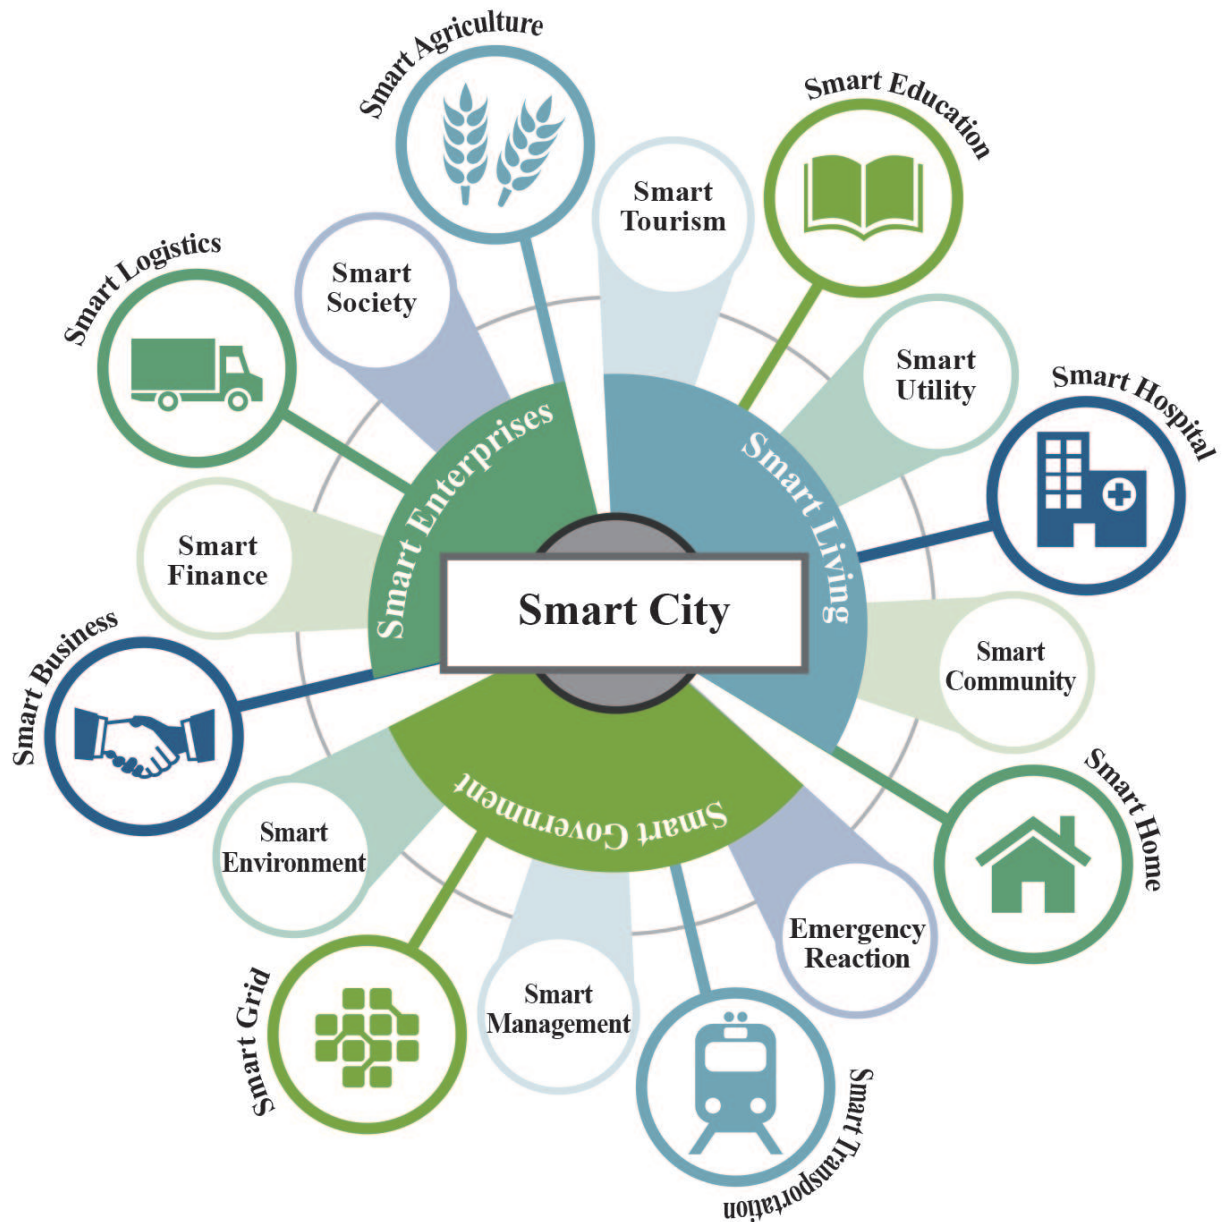 Smart Agriculture
Smart Education
Smart
Tourism
Smart Logistics
Smart
Society
Smart
Utility
Smart Hospital
Smart Enterprises
Smart Living
Smart
Finance
Smart City
Smart Business
Smart
Community
Smart Home
Smart Government
Smart
Environment
Emergency
Reaction
Smart Grid
Smart
Management
Smart Transportation